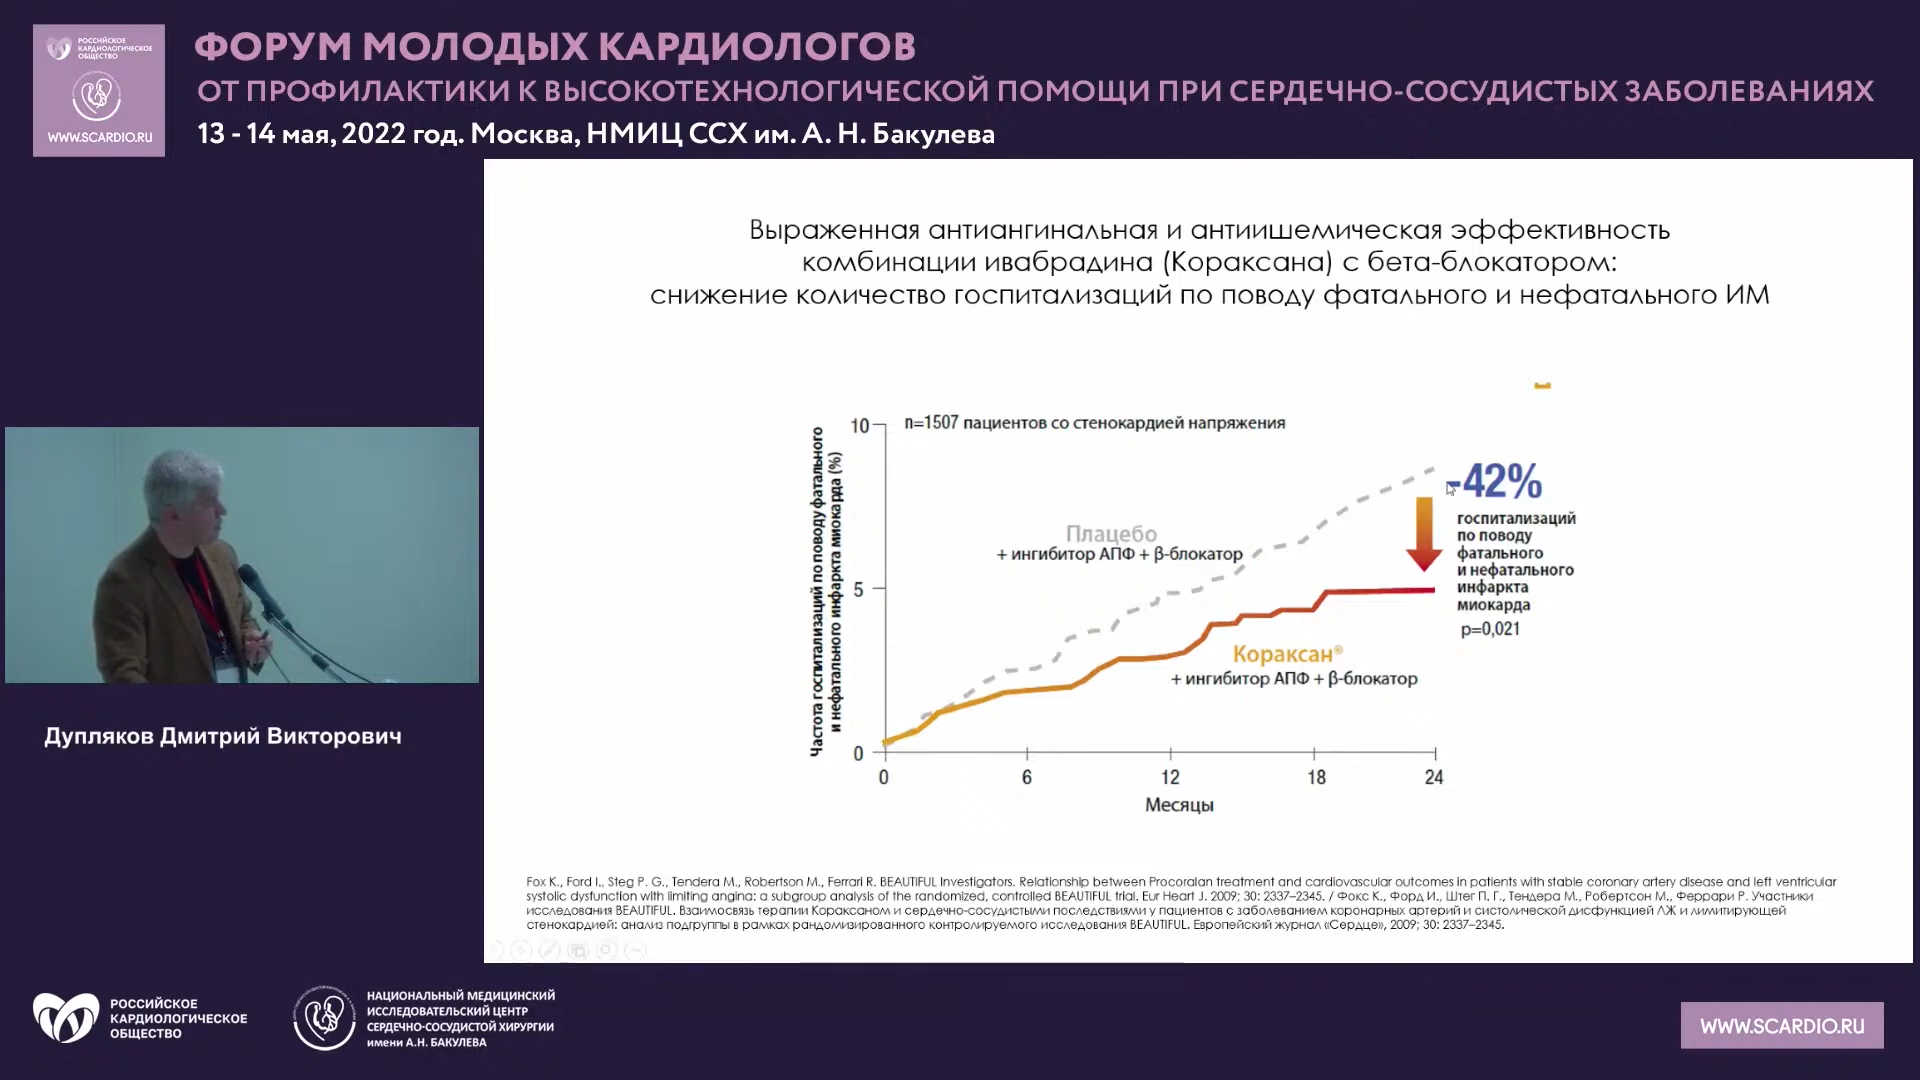 РОССИЙСКОЕ
КАРДИОЛОГИЧЕСКОЕ
ОБЩЕСТВО
WWW.SCARDIO.RU
ФОРУМ МОЛОДЫХ КАРДИОЛОГОВ
ОТ ПРОФИЛАКТИКИ К ВЫСОКОТЕХНОЛОГИЧЕСКОЙ ПОМОЩИ ПРИ СЕРДЕЧНО-СОСУДИСТЫХ ЗАБОЛЕВАНИЯХ
13 - 14 мая, 2022 год. Москва, НМИЦ ССХ им. А. Н. Бакулева
Выраженная антиангинальная и антиишемическая эффективность
комбинации ивабрадина (Кораксана) с бета-блокатором:
снижение количество госпитализаций по поводу фатального и нефатального ИМ
Частота госпитализаций по поводу фатального
и нефатального инфаркта миокарда (%)
10
5
0
n=1507 пациентов со стенокардией напряжения
Плацебо
+ ингибитор АПФ + β-блокатор
Кораксан®
+ ингибитор АПФ + β-блокатор
-42%
госпитализаций
по поводу
фатального
и нефатального
инфаркта
миокарда
p=0,021
0 6 12 18 24
Месяцы
Fox K., Ford I., Steg P. G., Tendera M., Robertson M., Ferrari R. BEAUTIFUL Investigators. Relationship between Procoralan treatment and cardiovascular outcomes in patients with stable coronary artery disease and left ventricular
systolic dysfunction with limiting angina: a subgroup analysis of the randomized, controlled BEAUTIFUL trial. Eur Heart J. 2009; 30: 2337–2345. / Фокс К., Форд И., Штег П. Г., Тендера М., Робертсон М., Феррари Р. Участники
исследования BEAUTIFUL. Взаимосвязь терапии Кораксаном и сердечно-сосудистыми последствиями у пациентов с заболеванием коронарных артерий и систолической дисфункцией ЛЖ и лимитирующей
стенокардией: анализ подгруппы в рамках рандомизированного контролируемого исследования BEAUTIFUL. Европейский журнал «Сердце», 2009; 30: 2337–2345.
Дупляков Дмитрий Викторович
РОССИЙСКОЕ
КАРДИОЛОГИЧЕСКОЕ
ОБЩЕСТВО
НАЦИОНАЛЬНЫЙ МЕДИЦИНСКИЙ
ИССЛЕДОВАТЕЛЬСКИЙ ЦЕНТР
СЕРДЕЧНО-СОСУДИСТОЙ ХИРУРГИИ
имени А.Н. БАКУЛЕВА
WWW.SCARDIO.RU